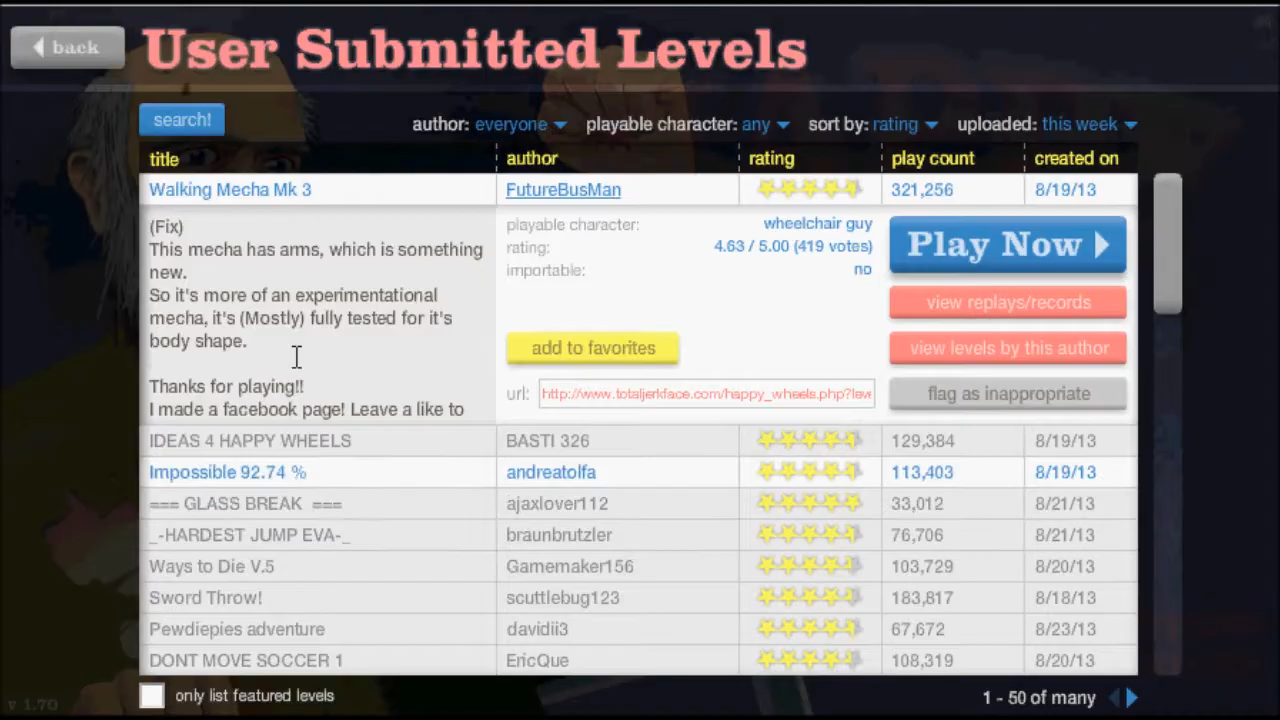 back
User Submitted Levels
search!
author: everyone playable character: any sort by: rating uploaded: this week
title author rating play count created on
Walking Mecha Mk 3 FutureBusMan 321,256 8/19/13
(Fix)
This mecha has arms, which is something
new.
So it's more of an experimentational
mecha, it's (Mostly) fully tested for it's
body shape.
Thanks for playing!!
I made a facebook page! Leave a like to
playable character: wheelchair guy
rating: 4.63 / 5.00 (419 votes)
importable: no
add to favorites
url: http://www.totaljerkface.com/happy_wheels.php?leve
Play Now
view replays/records
view levels by this author
flag as inappropriate
IDEAS 4 HAPPY WHEELS BASTI 326 129,384 8/19/13
Impossible 92.74 % andreatolfa 113,403 8/19/13
=== GLASS BREAK === ajaxlover112 33,012 8/21/13
_-HARDEST JUMP EVA-_ braunbrutzler 76,706 8/21/13
Ways to Die V.5 Gamemaker156 103,729 8/20/13
Sword Throw! scuttlebug123 183,817 8/18/13
Pewdiepies adventure davidii3 67,672 8/23/13
DONT MOVE SOCCER 1 EricQue 108,319 8/20/13
only list featured levels
1 - 50 of many
v 1.70